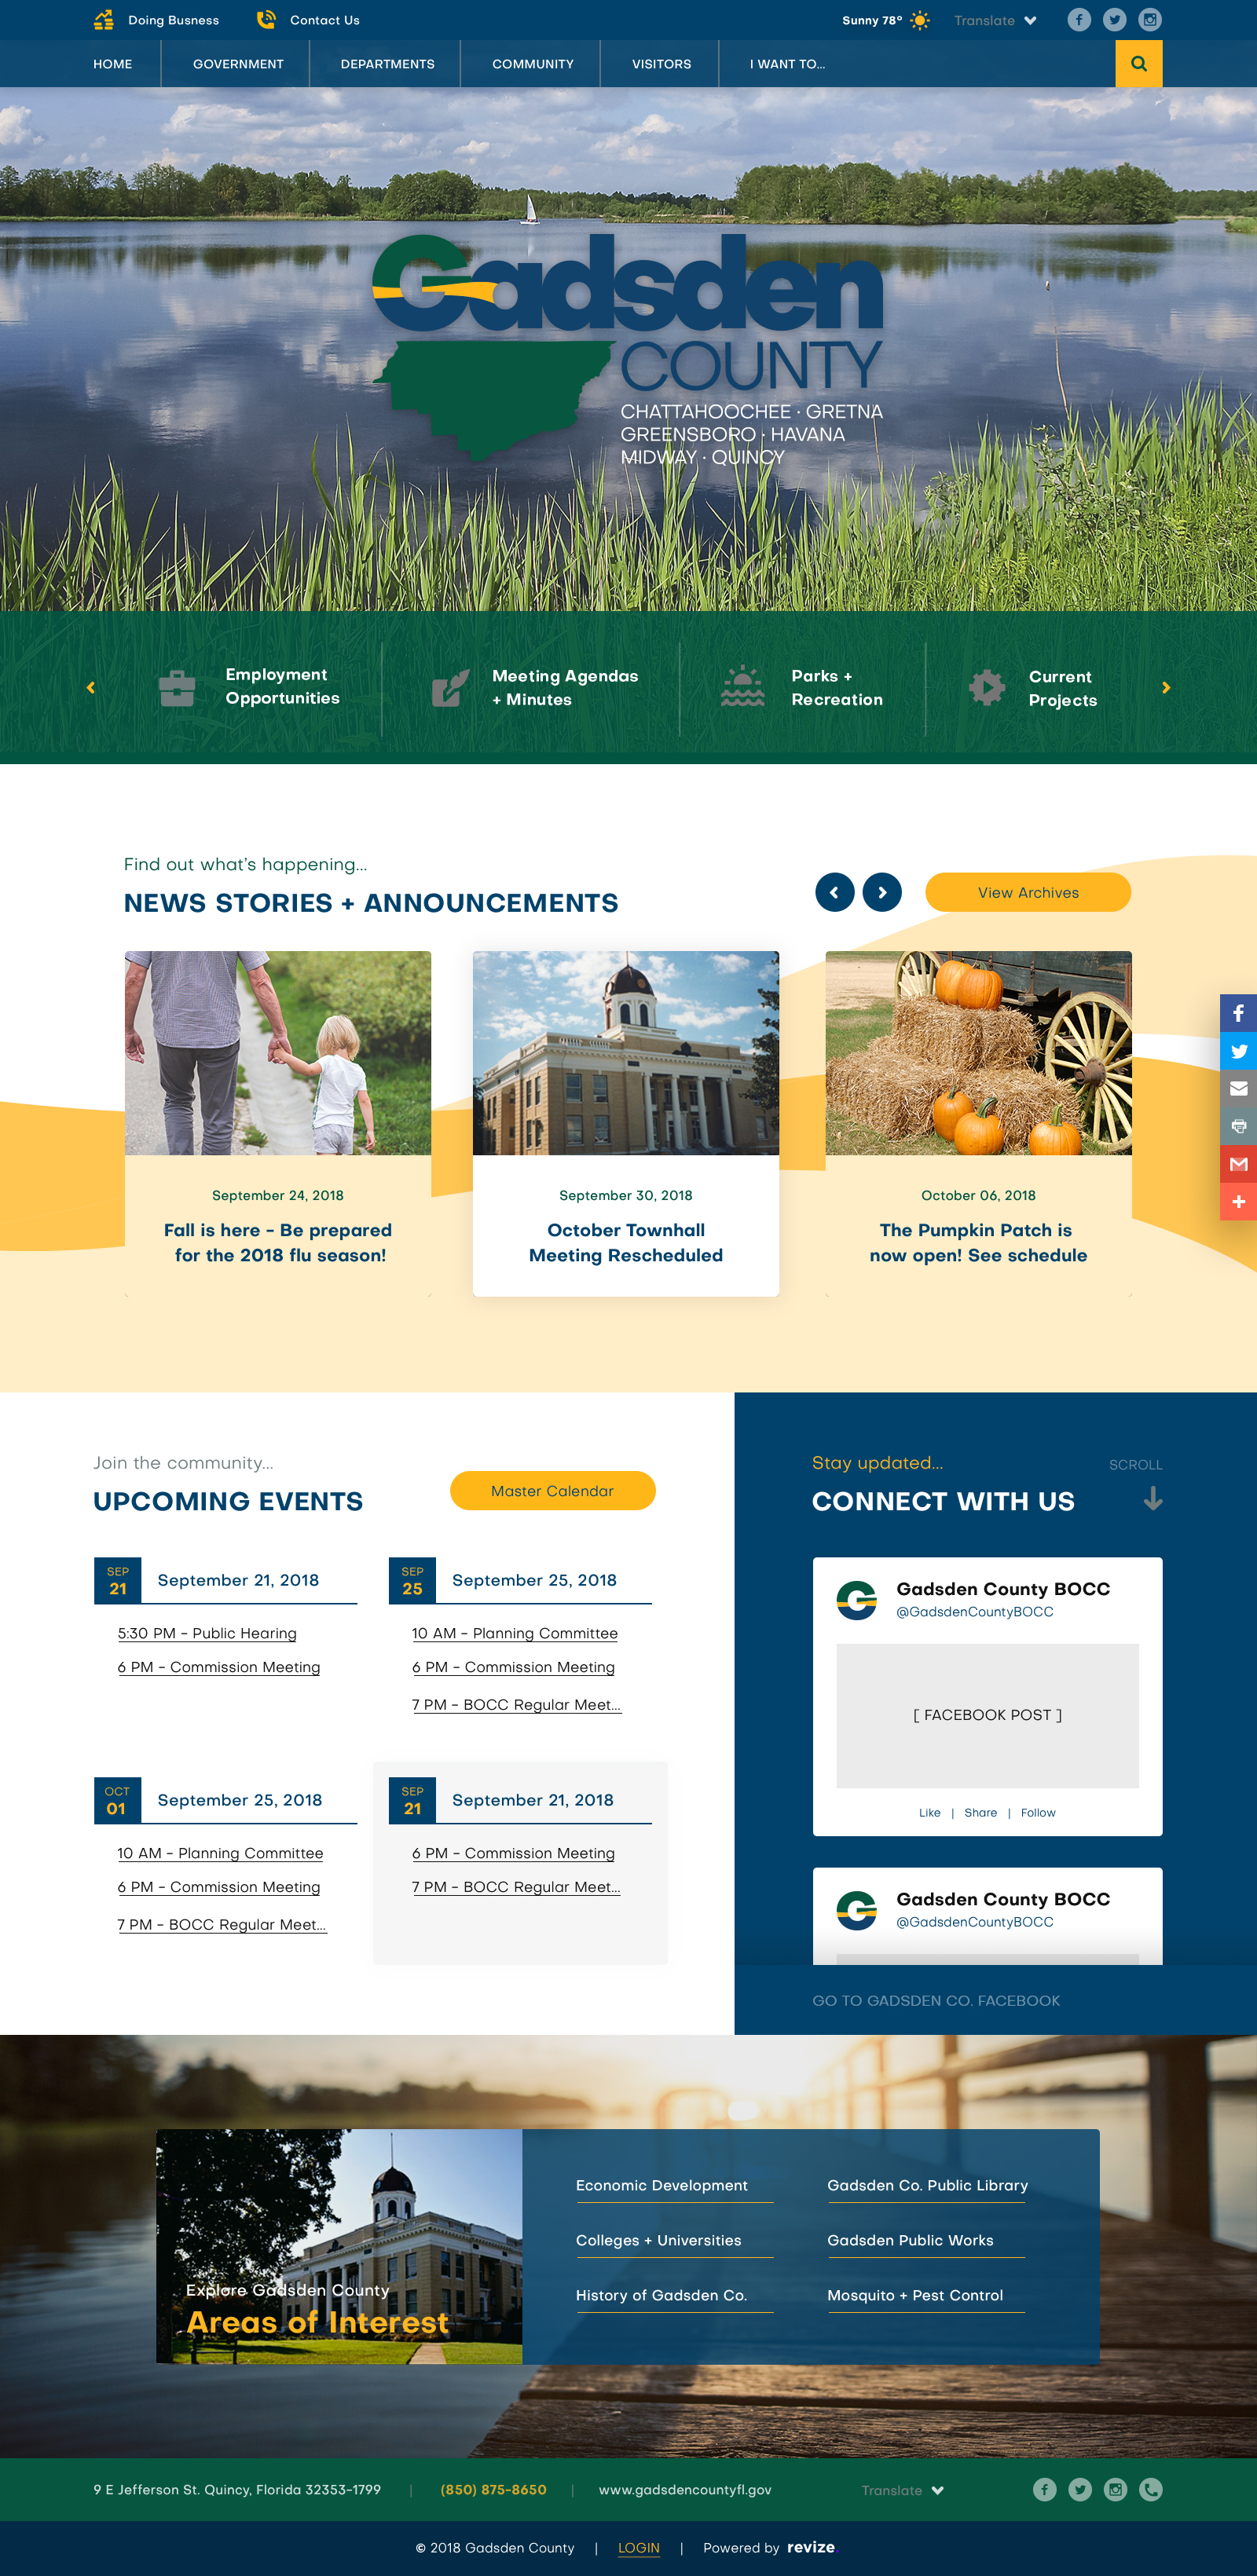 Doing Busness
Contact Us
Sunny 78°
Translate
HOME
GOVERNMENT
DEPARTMENTS
COMMUNITY
VISITORS
I WANT TO...
Gadsden
COUNTY
CHATTAHOOCHEE · GRETNA
GREENSBORO · HAVANA
MIDWAY · QUINCY
Employment
Opportunities
Meeting Agendas
+ Minutes
Parks +
Recreation
Current
Projects
Find out what's happening...
NEWS STORIES + ANNOUNCEMENTS
View Archives
September 24, 2018
Fall is here - Be prepared
for the 2018 flu season!
September 30, 2018
October Townhall
Meeting Rescheduled
October 06, 2018
The Pumpkin Patch is
now open! See schedule
Join the community...
UPCOMING EVENTS
Master Calendar
SEP
21
September 21, 2018
5:30 PM - Public Hearing
6 PM - Commission Meeting
SEP
25
September 25, 2018
10 AM - Planning Committee
6 PM - Commission Meeting
7 PM - BOCC Regular Meet...
OCT
01
September 25, 2018
10 AM - Planning Committee
6 PM - Commission Meeting
7 PM - BOCC Regular Meet...
SEP
21
September 21, 2018
6 PM - Commission Meeting
7 PM - BOCC Regular Meet...
Stay updated...
SCROLL
CONNECT WITH US
Gadsden County BOCC
@GadsdenCountyBOCC
[ FACEBOOK POST ]
Like | Share | Follow
Gadsden County BOCC
@GadsdenCountyBOCC
GO TO GADSDEN CO. FACEBOOK
Explore Gadsden County
Areas of Interest
Economic Development
Gadsden Co. Public Library
Colleges + Universities
Gadsden Public Works
History of Gadsden Co.
Mosquito + Pest Control
9 E Jefferson St. Quincy, Florida 32353-1799 | (850) 875-8650 | www.gadsdencountyfl.gov
Translate
© 2018 Gadsden County | LOGIN | Powered by revize.